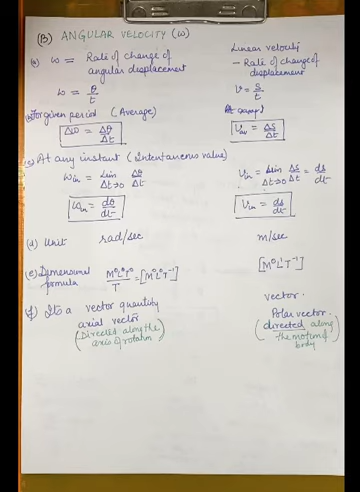 (B) ANGULAR VELOCITY (ω)
(a) ω = Rate of change of angular displacement
Linear velocity
- Rate of change of displacement
ω = θ/t
v = s/t
(b) For given period (Average)
Δω = Δθ/Δt
Vav = ΔS/Δt
(c) At any instant (Intentaneous value)
ωin = Lim Δt→0 Δθ/Δt
Vin = Lim Δt→0 ΔS/Δt = ds/dt
ωin = dθ/dt
Vin = ds/dt
(d) Unit rad/sec m/sec
(e) Dimensional formula M⁰L⁰T⁰/T = [M⁰L⁰T⁻¹]
[M⁰L¹T⁻¹]
(f) Its a vector quantity
axial vector
(Directed along the
axis of rotation)
vector.
Polar vector.
(directed along
the motion of
body)